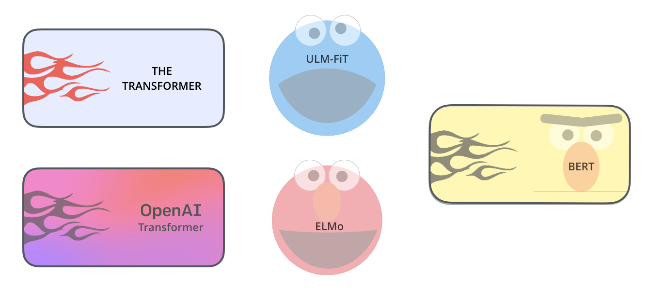 THE
TRANSFORMER
ULM-FiT
BERT
OpenAI
Transformer
ELMo